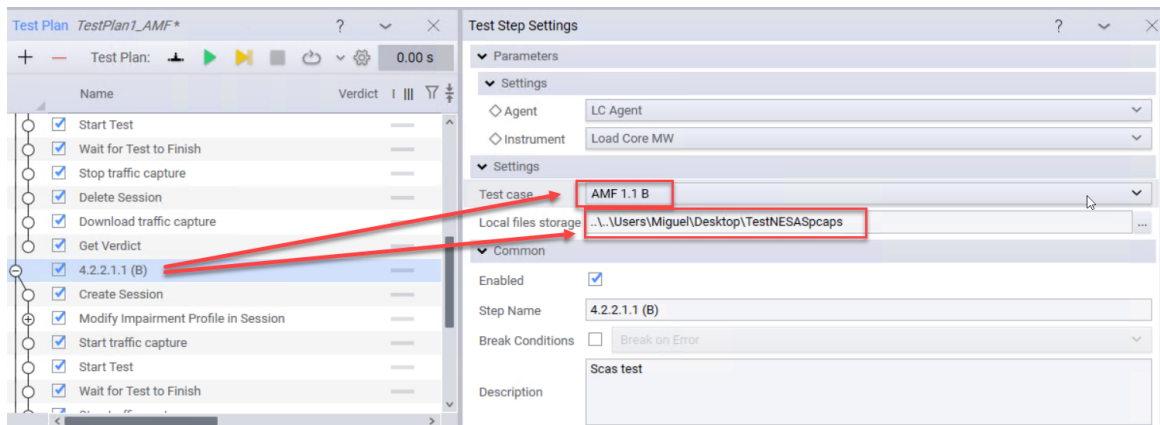 Test Plan TestPlan1_AMF* ?
Test Plan: 0.00 s
Name Verdict
Start Test
Wait for Test to Finish
Stop traffic capture
Delete Session
Download traffic capture
Get Verdict
4.2.2.1.1 (B)
Create Session
Modify Impairment Profile in Session
Start traffic capture
Start Test
Wait for Test to Finish
Test Step Settings ?
Parameters
Settings
Agent LC Agent
Instrument Load Core MW
Settings
Test case AMF 1.1 B
Local files storage ..\..\Users\Miguel\Desktop\TestNESASpcaps ...
Common
Enabled
Step Name 4.2.2.1.1 (B)
Break Conditions Break on Error
Description Scas test